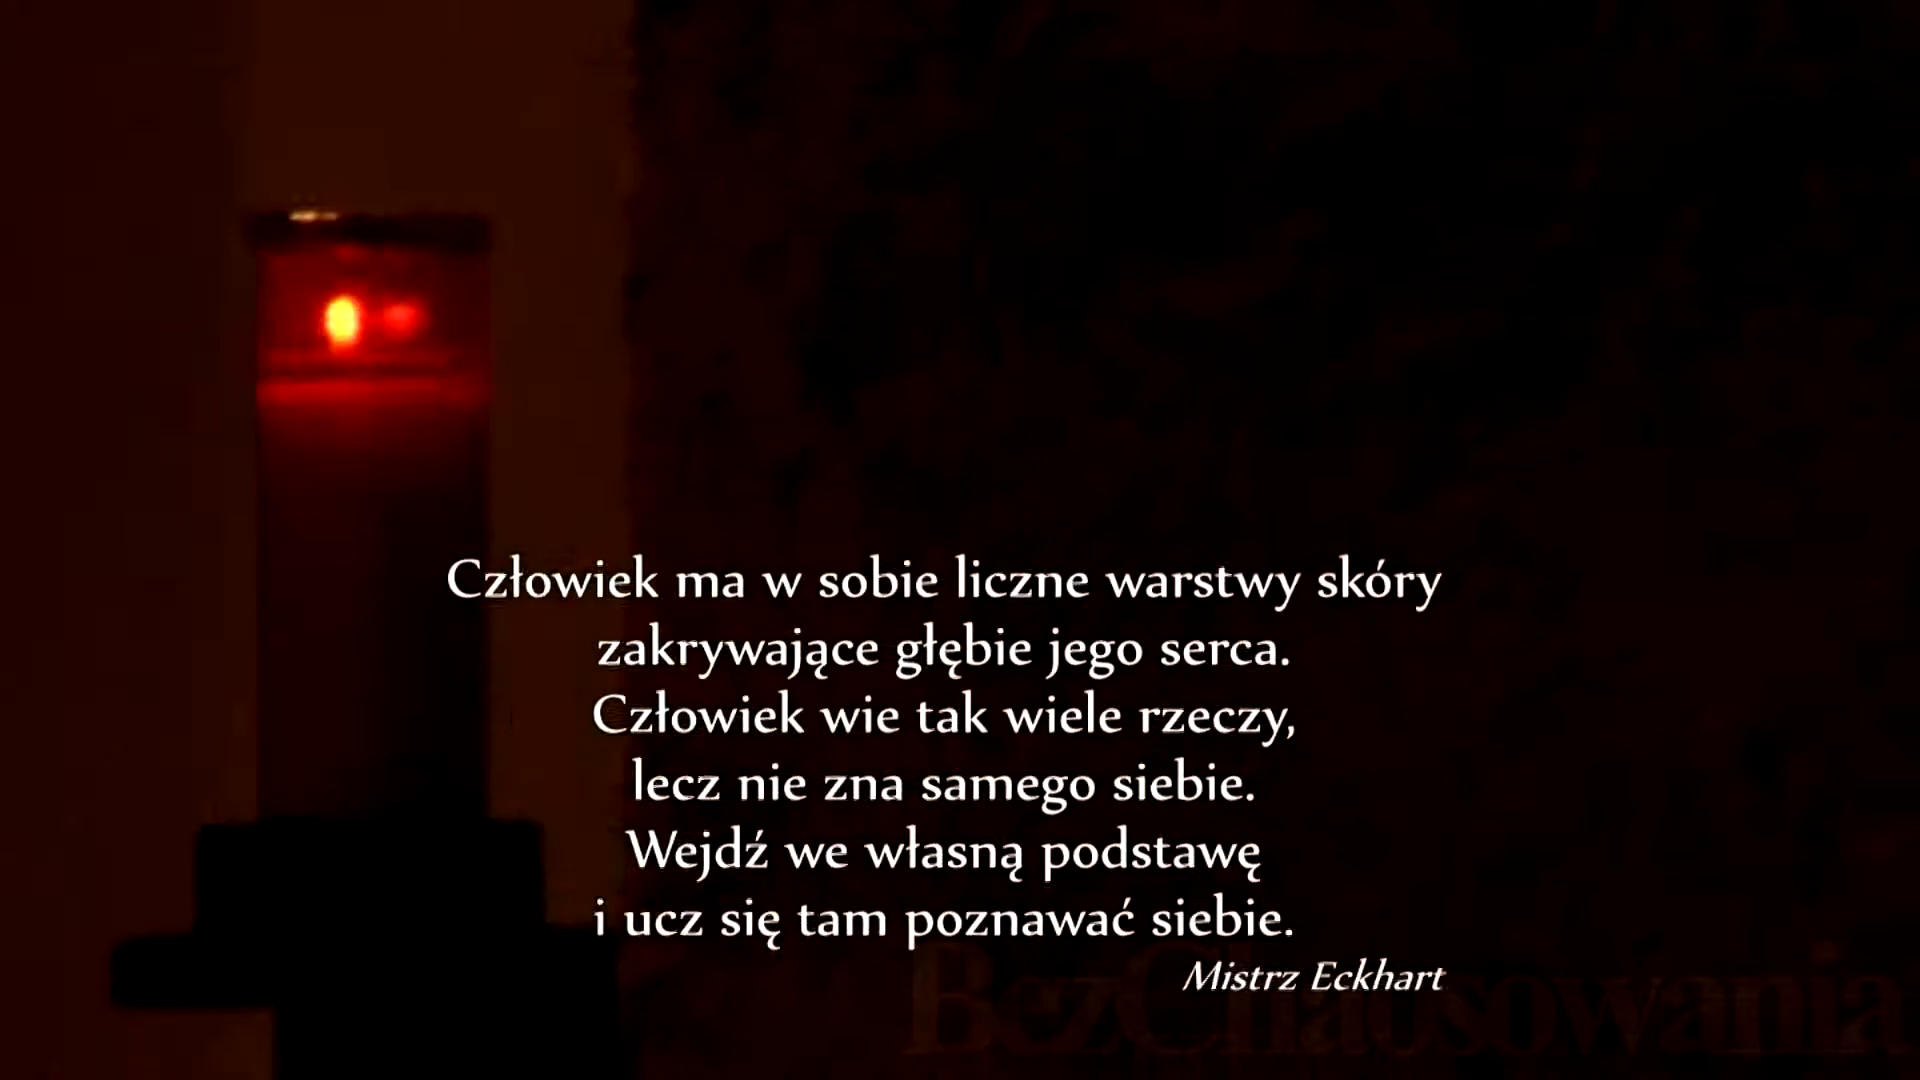 Człowiek ma w sobie liczne warstwy skóry
zakrywające głębie jego serca.
Człowiek wie tak wiele rzeczy,
lecz nie zna samego siebie.
Wejdź we własną podstawę
i ucz się tam poznawać siebie.
Mistrz Eckhart
BezChaosowania